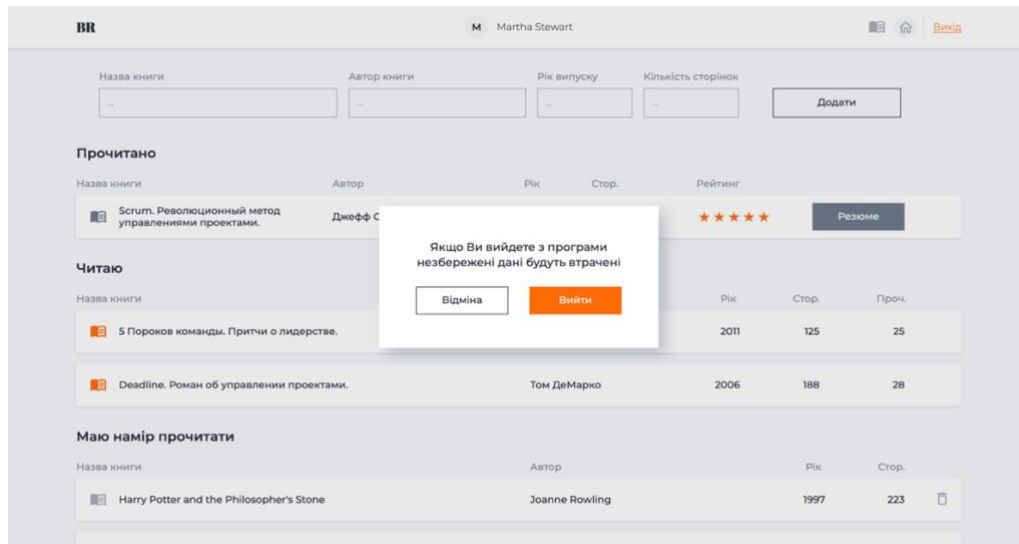 BR
M Martha Stewart
Вихід
Назва книги Автор книги Рік випуску Кількість сторінок
... ... ... ... Додати
Прочитано
Назва книги Автор Рік Стор. Рейтинг
Scrum. Революционный метод
управлениями проектами.
Джефф С
Резюме
Якщо Ви вийдете з програми
незбережені дані будуть втрачені
Відміна Вийти
Читаю
Назва книги Рік Стор. Проч.
5 Пороков команды. Притчи о лидерстве. 2011 125 25
Deadline. Роман об управлении проектами. Том ДеМарко 2006 188 28
Маю намір прочитати
Назва книги Автор Рік Стор.
Harry Potter and the Philosopher's Stone Joanne Rowling 1997 223